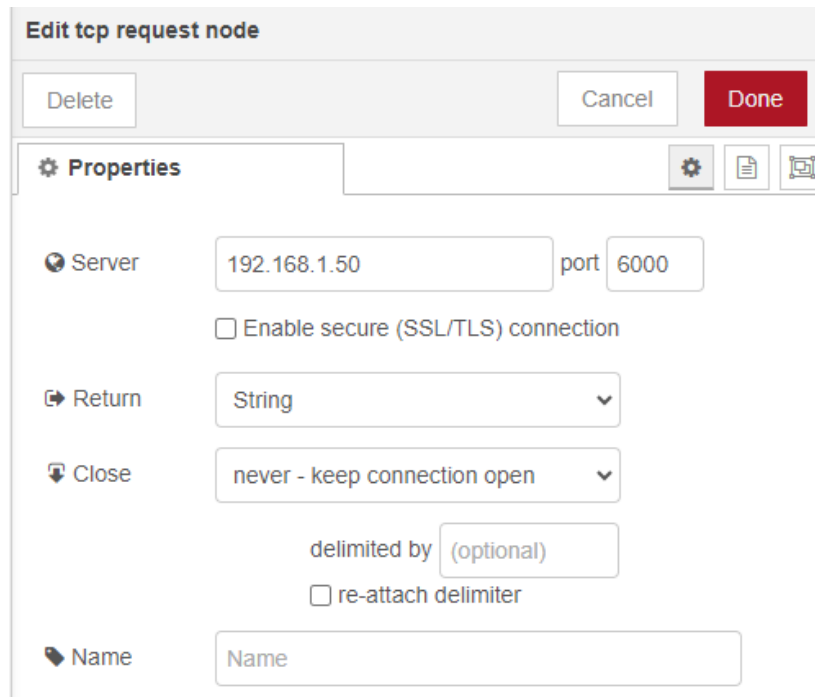 Edit tcp request node
Delete Cancel Done
Properties
Server 192.168.1.50 port 6000
Enable secure (SSL/TLS) connection
Return String
Close never - keep connection open
delimited by (optional)
re-attach delimiter
Name Name